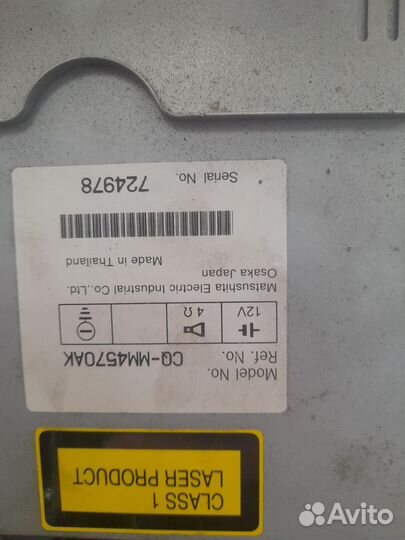 CLASS 1
LASER PRODUCT
Model No.
Ref. No. CQ-MM4570AK
12V 4Ω
Matsushita Electric Industrial Co.,Ltd.
Osaka Japan
Made in Thailand
Serial No. 724978
Avito